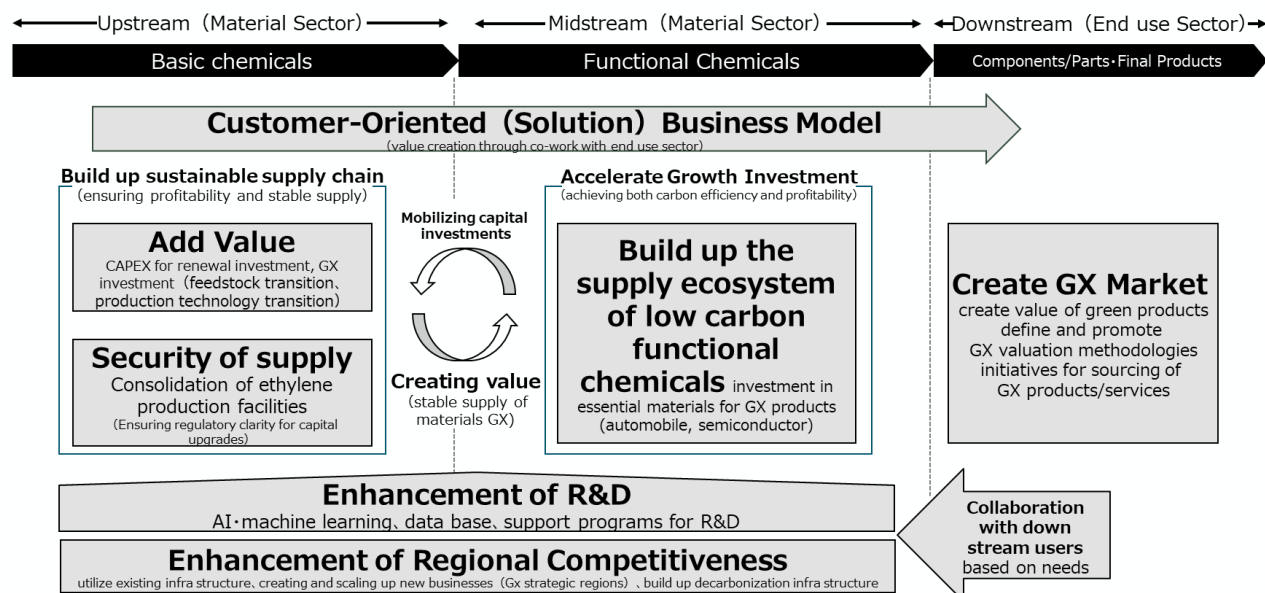 Upstream（Material Sector）
Midstream（Material Sector）
Downstream（End use Sector）
Basic chemicals
Functional Chemicals
Components/Parts・Final Products
Customer-Oriented（Solution）Business Model
（value creation through co-work with end use sector）
Build up sustainable supply chain
（ensuring profitability and stable supply）
Add Value
CAPEX for renewal investment, GX
investment（feedstock transition、
production technology transition）
Security of supply
Consolidation of ethylene
production facilities
（Ensuring regulatory clarity for capital
upgrades）
Mobilizing capital
investments
Creating value
（stable supply of
materials GX）
Accelerate Growth Investment
（achieving both carbon efficiency and profitability）
Build up the
supply ecosystem
of low carbon
functional
chemicals investment in
essential materials for GX products
(automobile, semiconductor)
Create GX Market
create value of green products
define and promote
GX valuation methodologies
initiatives for sourcing of
GX products/services
Enhancement of R&D
AI・machine learning、data base、support programs for R&D
Enhancement of Regional Competitiveness
utilize existing infra structure、creating and scaling up new businesses（Gx strategic regions）、build up decarbonization infra structure
Collaboration
with down
stream users
based on needs